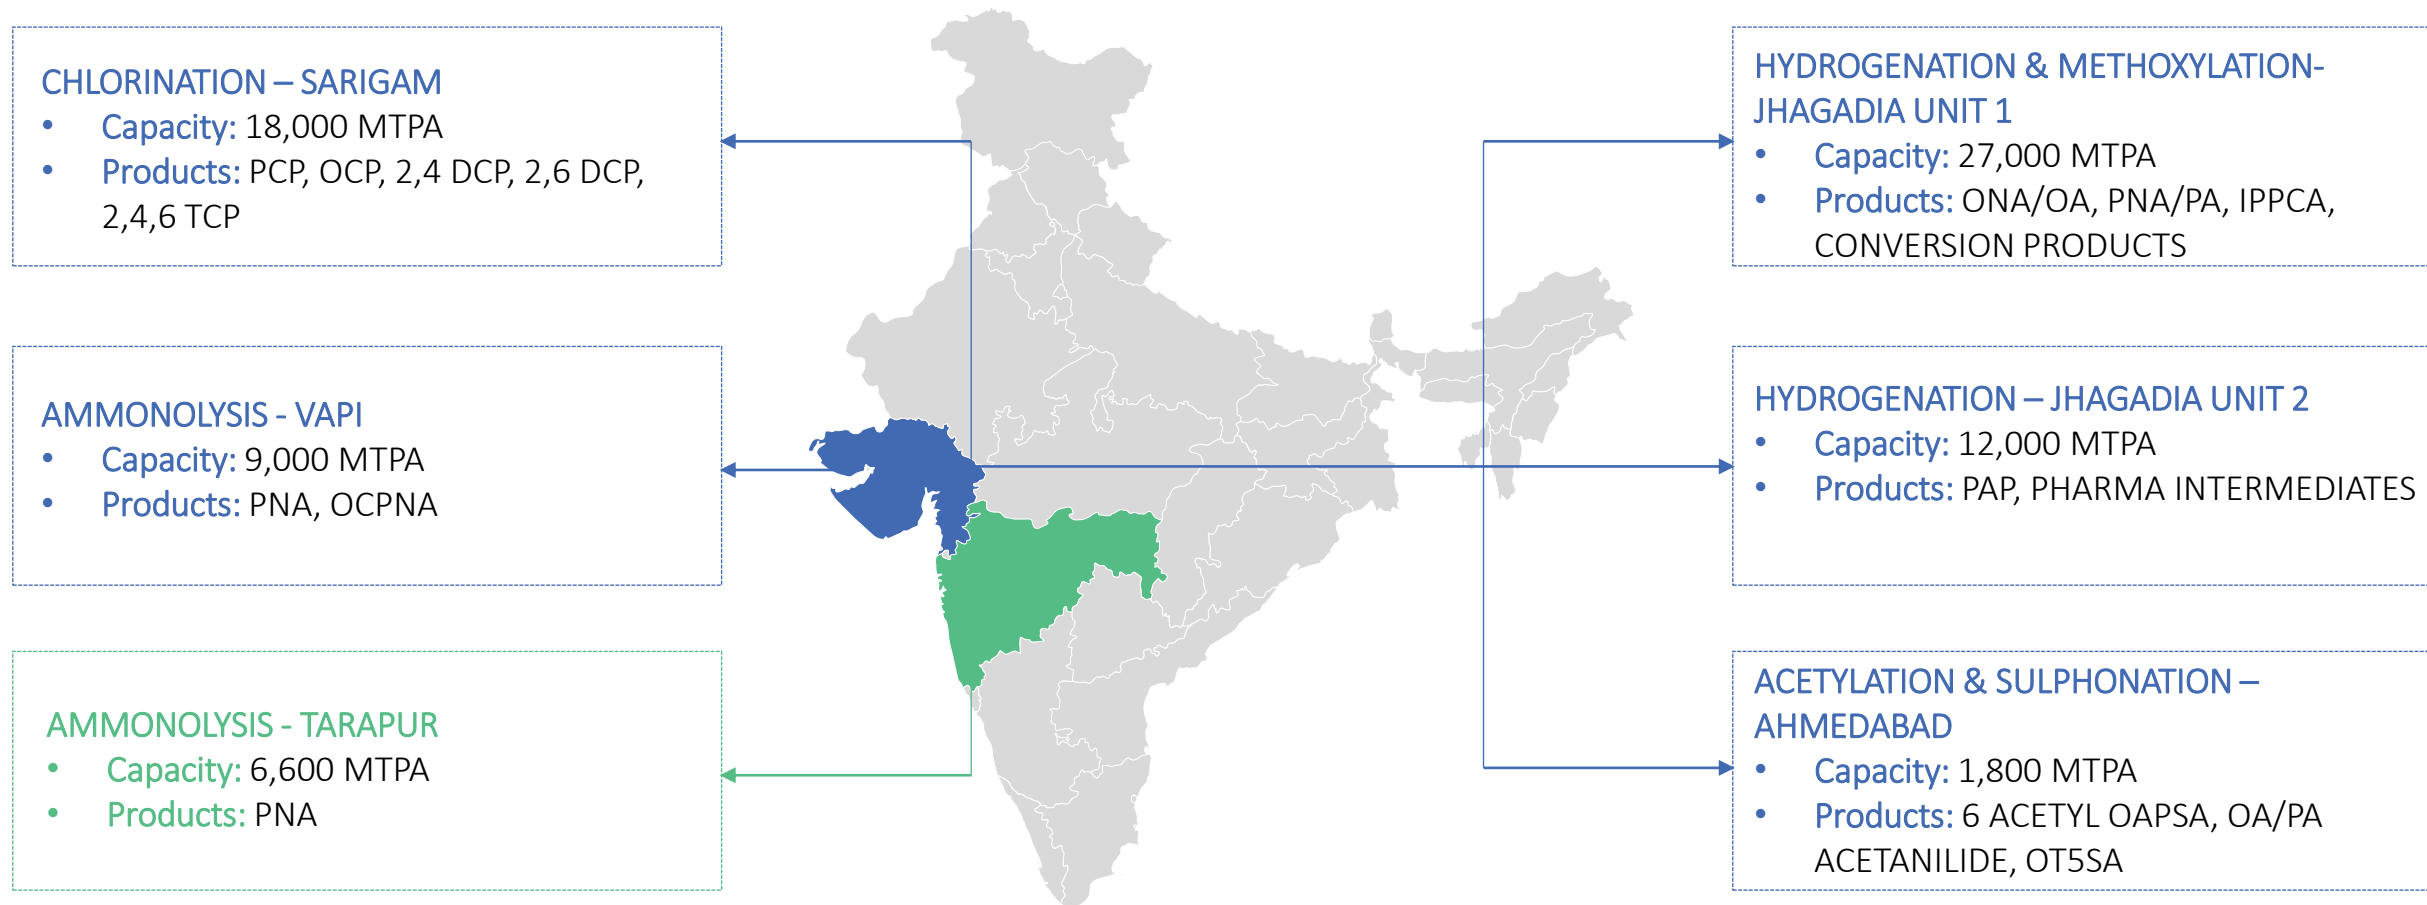 CHLORINATION – SARIGAM
• Capacity: 18,000 MTPA
• Products: PCP, OCP, 2,4 DCP, 2,6 DCP,
2,4,6 TCP
AMMONOLYSIS - VAPI
• Capacity: 9,000 MTPA
• Products: PNA, OCPNA
AMMONOLYSIS - TARAPUR
• Capacity: 6,600 MTPA
• Products: PNA
HYDROGENATION & METHOXYLATION-
JHAGADIA UNIT 1
• Capacity: 27,000 MTPA
• Products: ONA/OA, PNA/PA, IPPCA,
CONVERSION PRODUCTS
HYDROGENATION – JHAGADIA UNIT 2
• Capacity: 12,000 MTPA
• Products: PAP, PHARMA INTERMEDIATES
ACETYLATION & SULPHONATION –
AHMEDABAD
• Capacity: 1,800 MTPA
• Products: 6 ACETYL OAPSA, OA/PA
ACETANILIDE, OT5SA